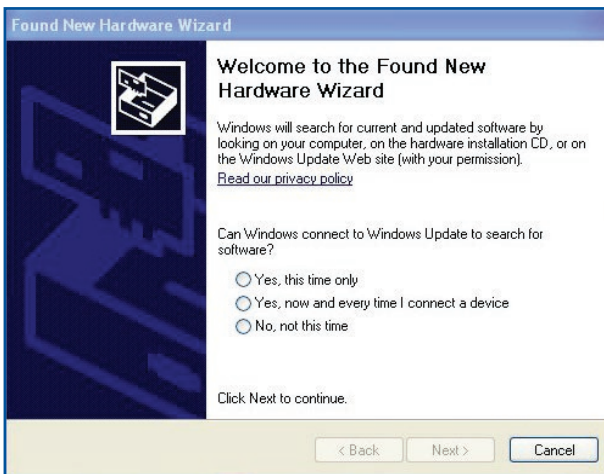 Found New Hardware Wizard
Welcome to the Found New
Hardware Wizard
Windows will search for current and updated software by
looking on your computer, on the hardware installation CD, or on
the Windows Update Web site (with your permission).
Read our privacy policy
Can Windows connect to Windows Update to search for
software?
Yes, this time only
Yes, now and every time I connect a device
No, not this time
Click Next to continue.
< Back Next > Cancel